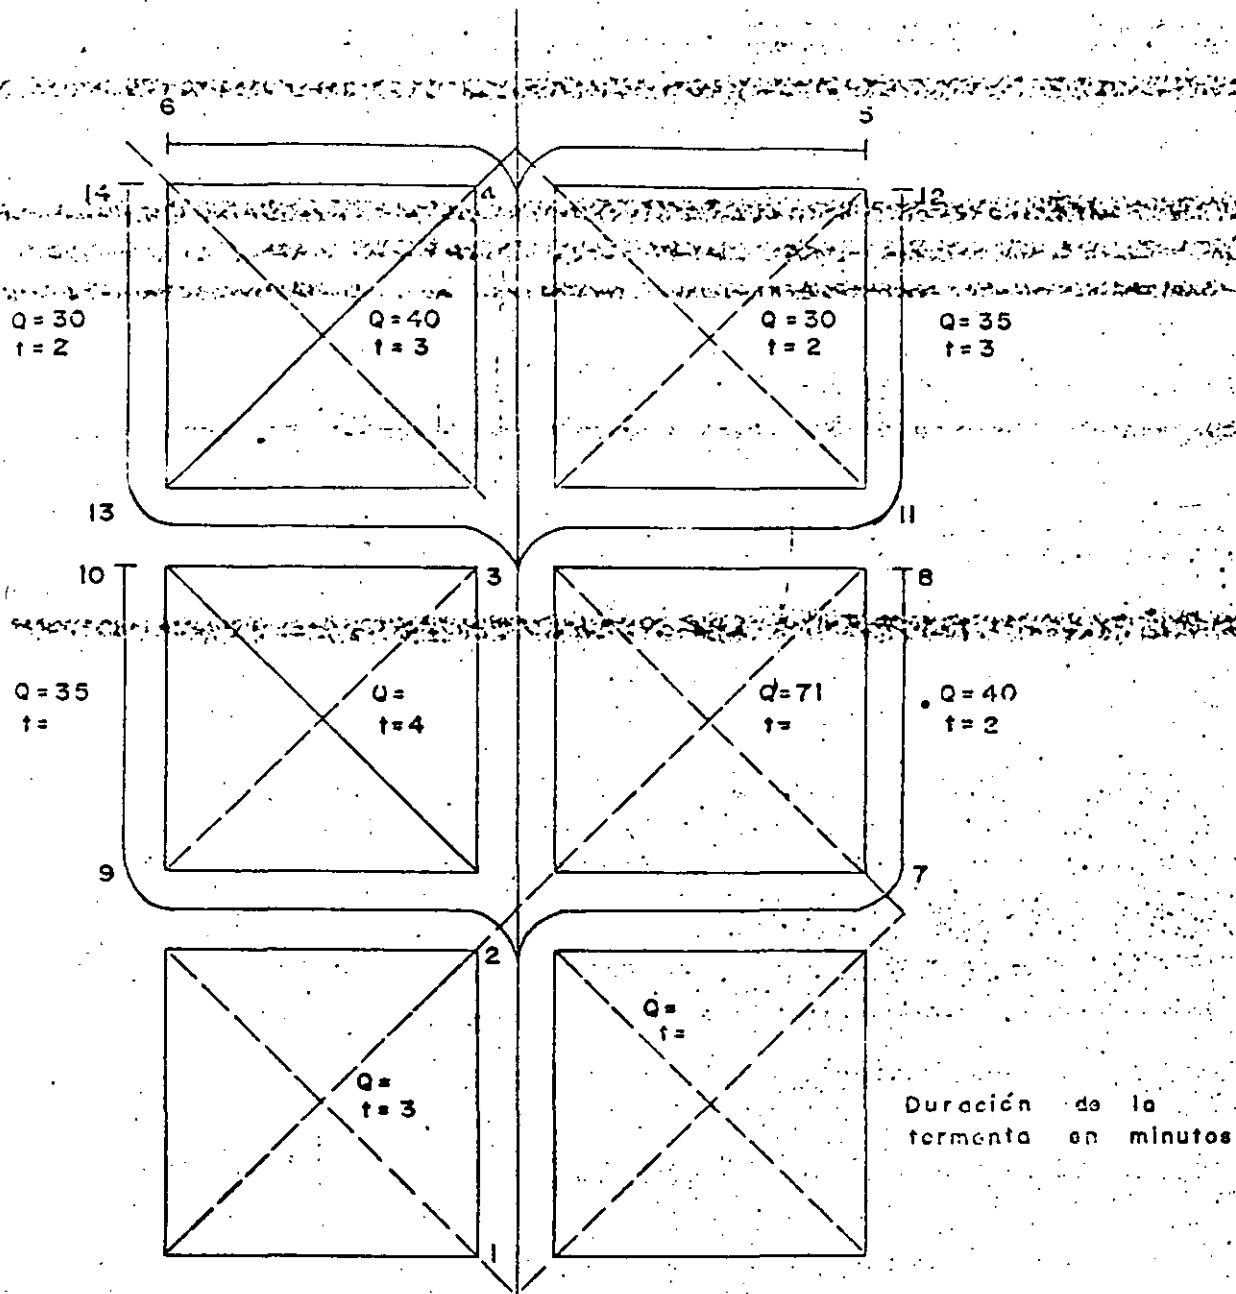 6
5
14
4
12
Q=30
t=2
Q=40
t=3
Q=30
t=2
Q=35
t=3
13
11
10
3
8
Q=35
t=
Q=
t=4
Q=71
t=
Q=40
t=2
9
7
2
Q=
t=
Q=
t=3
Duración de la
tormenta en minutos
1